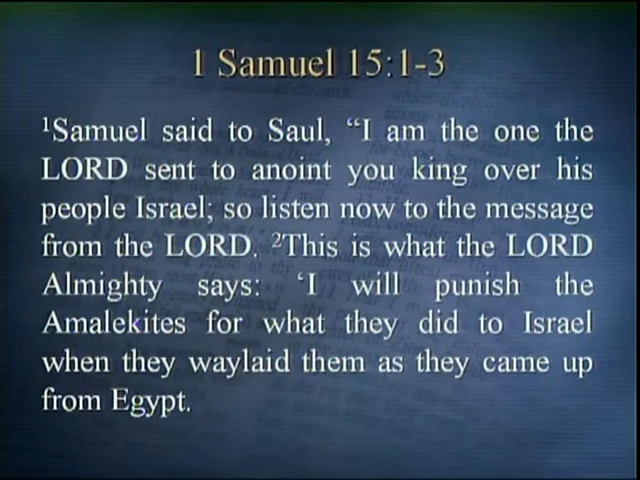 1 Samuel 15:1-3
¹Samuel said to Saul, “I am the one the
LORD sent to anoint you king over his
people Israel; so listen now to the message
from the LORD. ²This is what the LORD
Almighty says: ‘I will punish the
Amalekites for what they did to Israel
when they waylaid them as they came up
from Egypt.